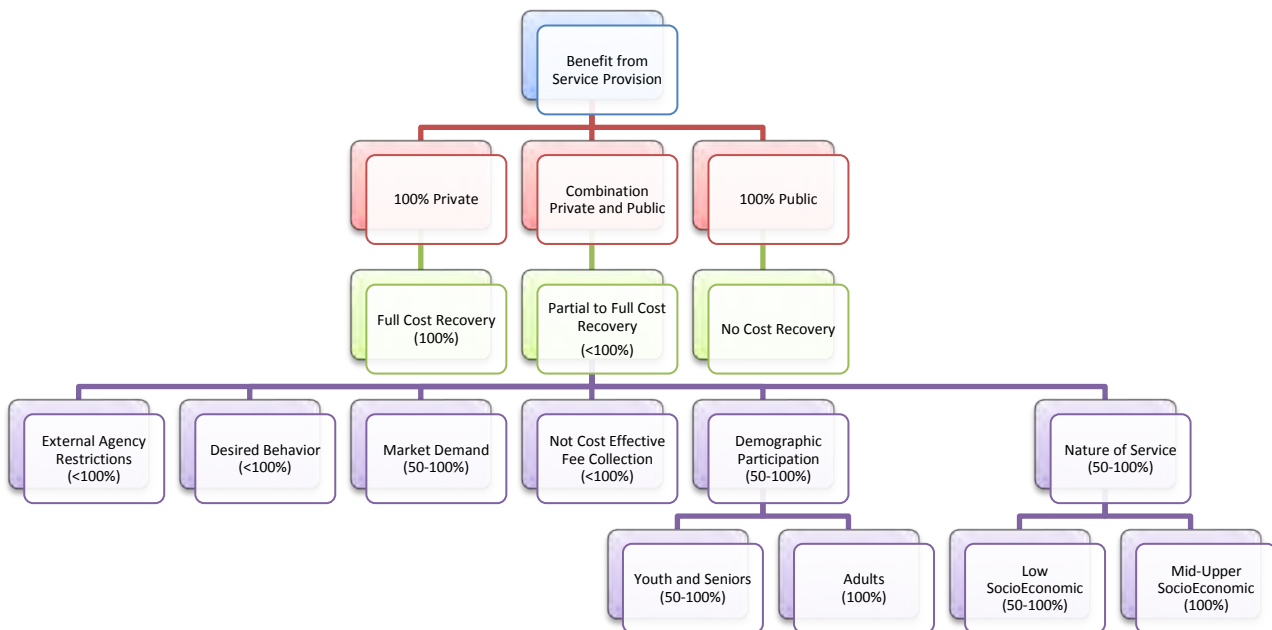 Benefit from
Service Provision
100% Private
Combination
Private and Public
100% Public
Full Cost Recovery
(100%)
Partial to Full Cost
Recovery
(<100%)
No Cost Recovery
External Agency
Restrictions
(<100%)
Desired Behavior
(<100%)
Market Demand
(50-100%)
Not Cost Effective
Fee Collection
(<100%)
Demographic
Participation
(50-100%)
Nature of Service
(50-100%)
Youth and Seniors
(50-100%)
Adults
(100%)
Low
SocioEconomic
(50-100%)
Mid-Upper
SocioEconomic
(100%)